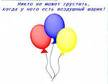 Никто не может грустить,
когда у него есть воздушный шарик!